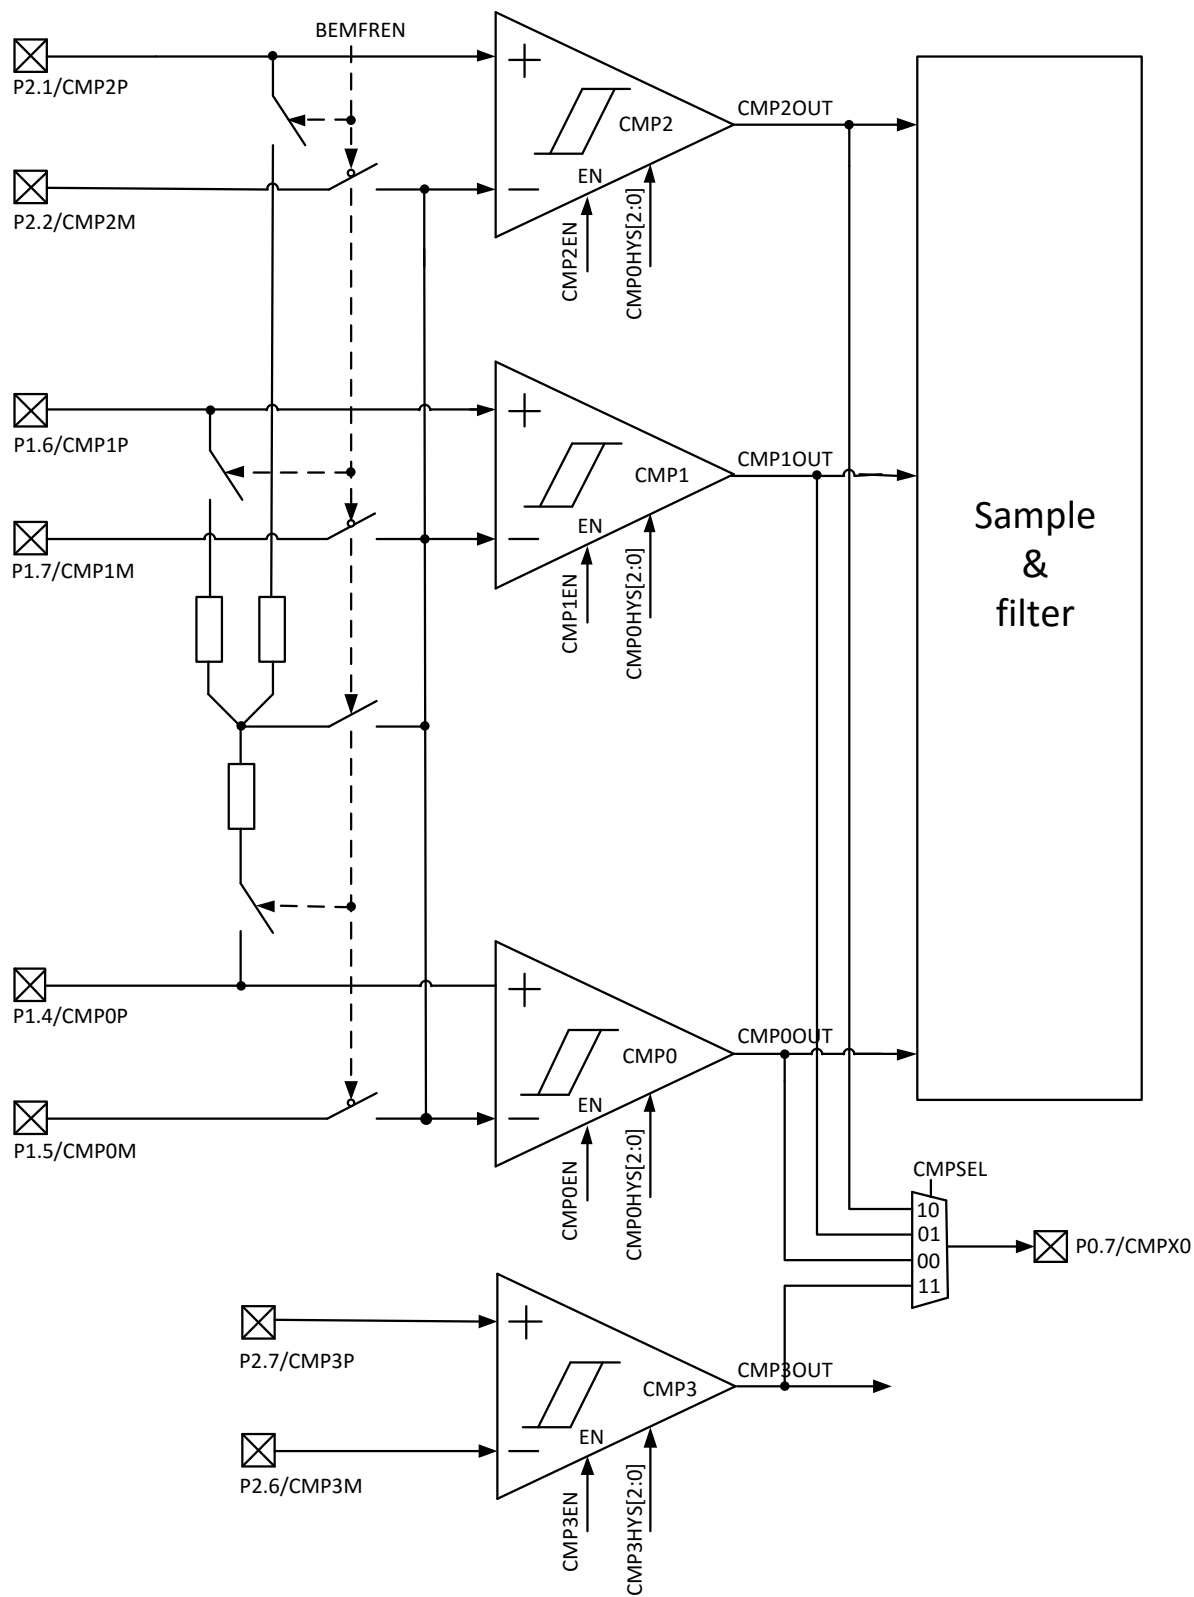 BEMFREN
P2.1/CMP2P
CMP2OUT
CMP2
EN
P2.2/CMP2M
CMP2EN
CMP0HYS[2:0]
P1.6/CMP1P
CMP1OUT
CMP1
EN
P1.7/CMP1M
CMP1EN
CMP0HYS[2:0]
Sample
&
filter
P1.4/CMP0P
CMP0OUT
CMP0
EN
P1.5/CMP0M
CMP0EN
CMP0HYS[2:0]
CMPSEL
10
01
00
11
P0.7/CMPX0
P2.7/CMP3P
CMP3OUT
CMP3
EN
P2.6/CMP3M
CMP3EN
CMP3HYS[2:0]